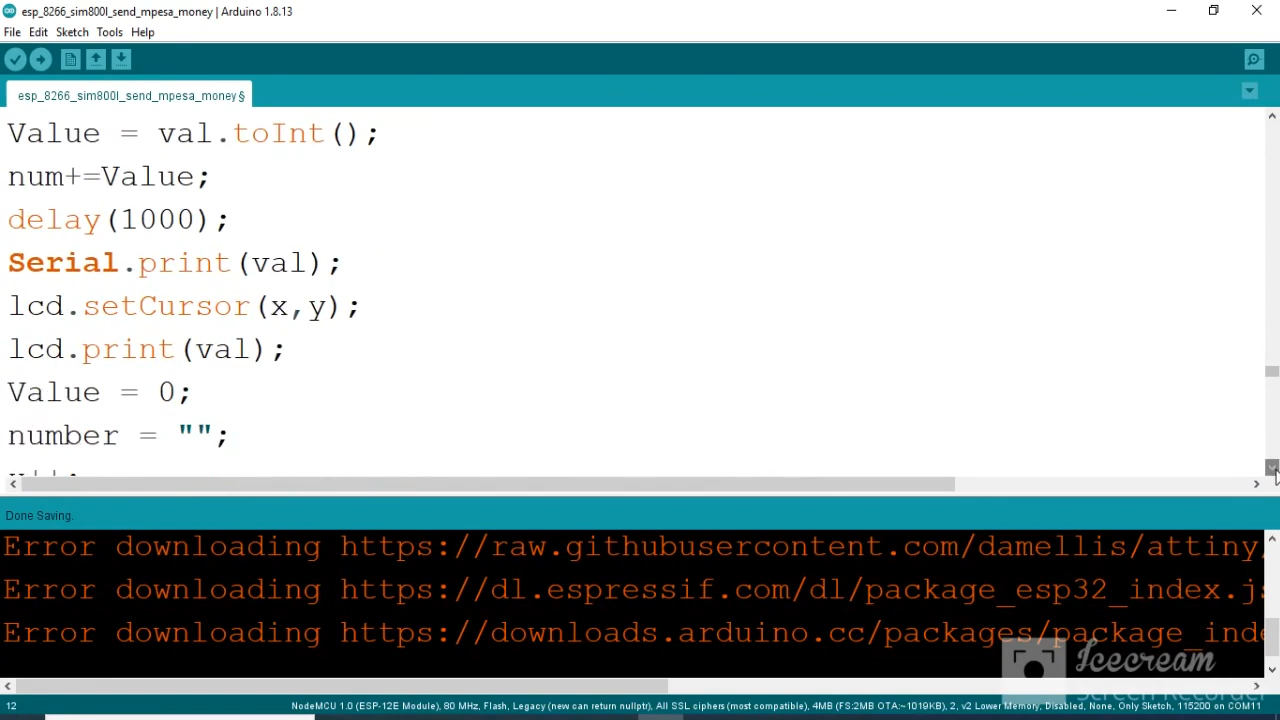 esp_8266_sim800l_send_mpesa_money | Arduino 1.8.13
File Edit Sketch Tools Help
esp_8266_sim800l_send_mpesa_money§
Value = val.toInt();
num+=Value;
delay(1000);
Serial.print(val);
lcd.setCursor(x,y);
lcd.print(val);
Value = 0;
number = "";
Done Saving.
Error downloading https://raw.githubusercontent.com/damellis/attiny
Error downloading https://dl.espressif.com/dl/package_esp32_index.js
Error downloading https://downloads.arduino.cc/packages/package_inde
Icecream
Screen Recorder
12
NodeMCU 1.0 (ESP-12E Module), 80 MHz, Flash, Legacy (new can return nullptr), All SSL ciphers (most compatible), 4MB (FS:2MB OTA:~1019KB), 2, v2 Lower Memory, Disabled, None, Only Sketch, 115200 on COM11